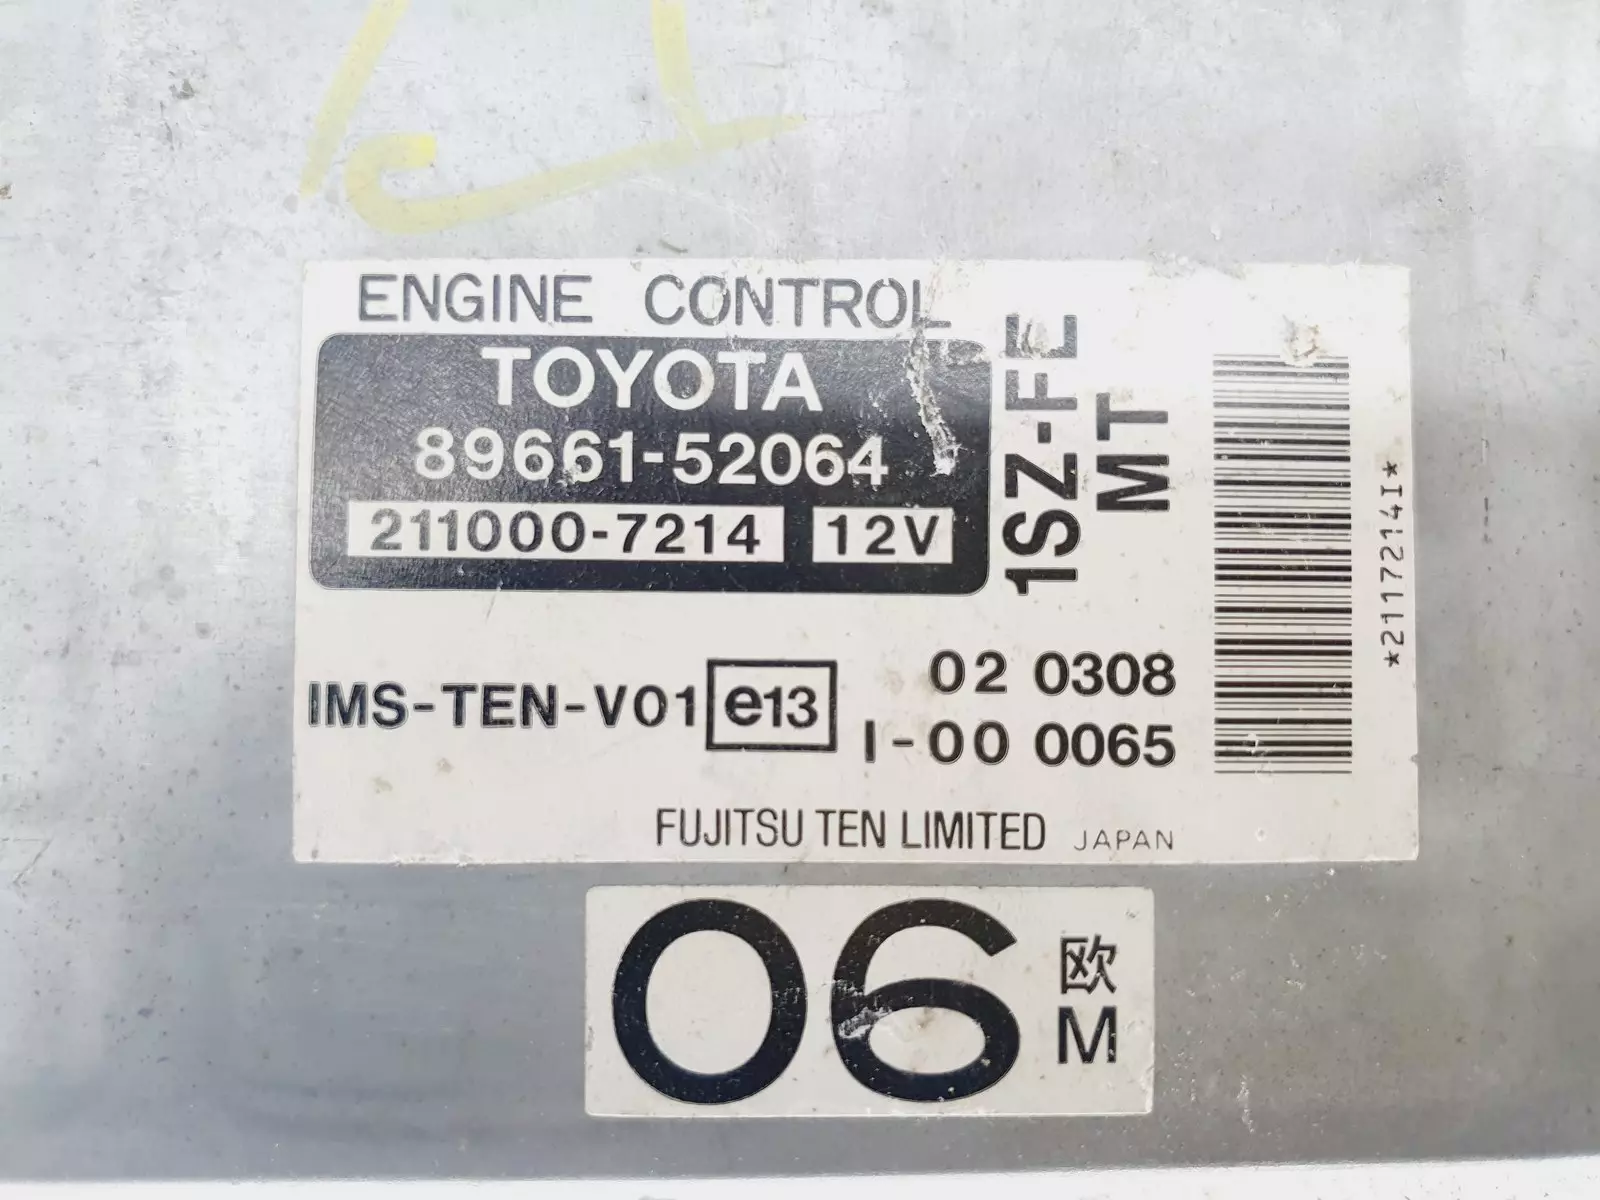 ENGINE CONTROL
TOYOTA
89661-52064
211000-7214 12V
1SZ-FE
MT
*2117214I*
IMS-TEN-V01 e13
02 0308
I-00 0065
FUJITSU TEN LIMITED JAPAN
06 欧
M